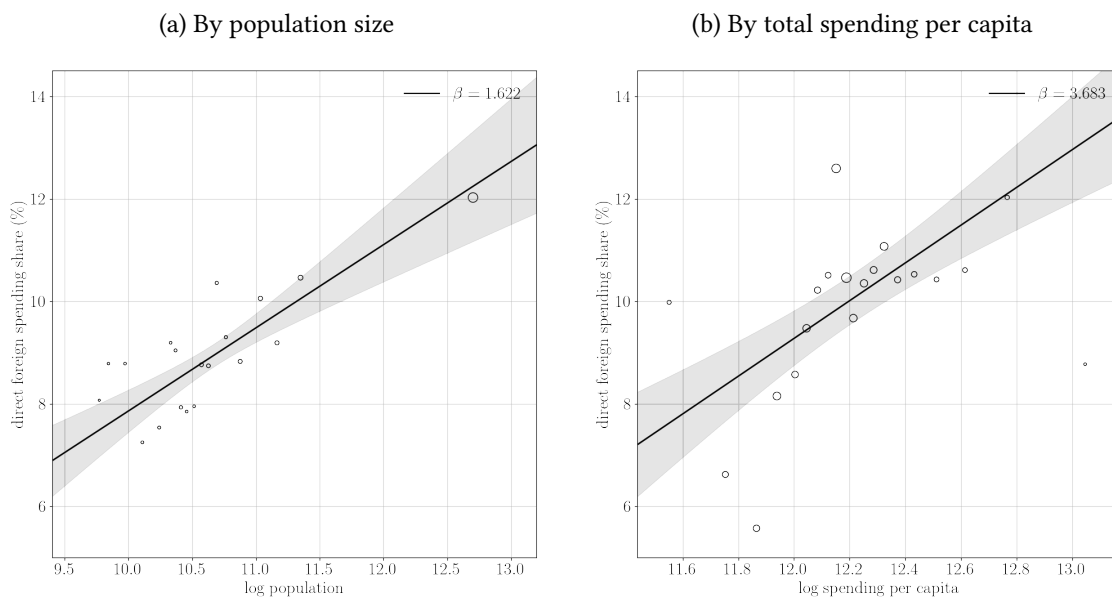 (a) By population size
β = 1.622
14
12
10
8
6
direct foreign spending share (%)
9.5 10.0 10.5 11.0 11.5 12.0 12.5 13.0
log population
(b) By total spending per capita
β = 3.683
14
12
10
8
6
direct foreign spending share (%)
11.6 11.8 12.0 12.2 12.4 12.6 12.8 13.0
log spending per capita